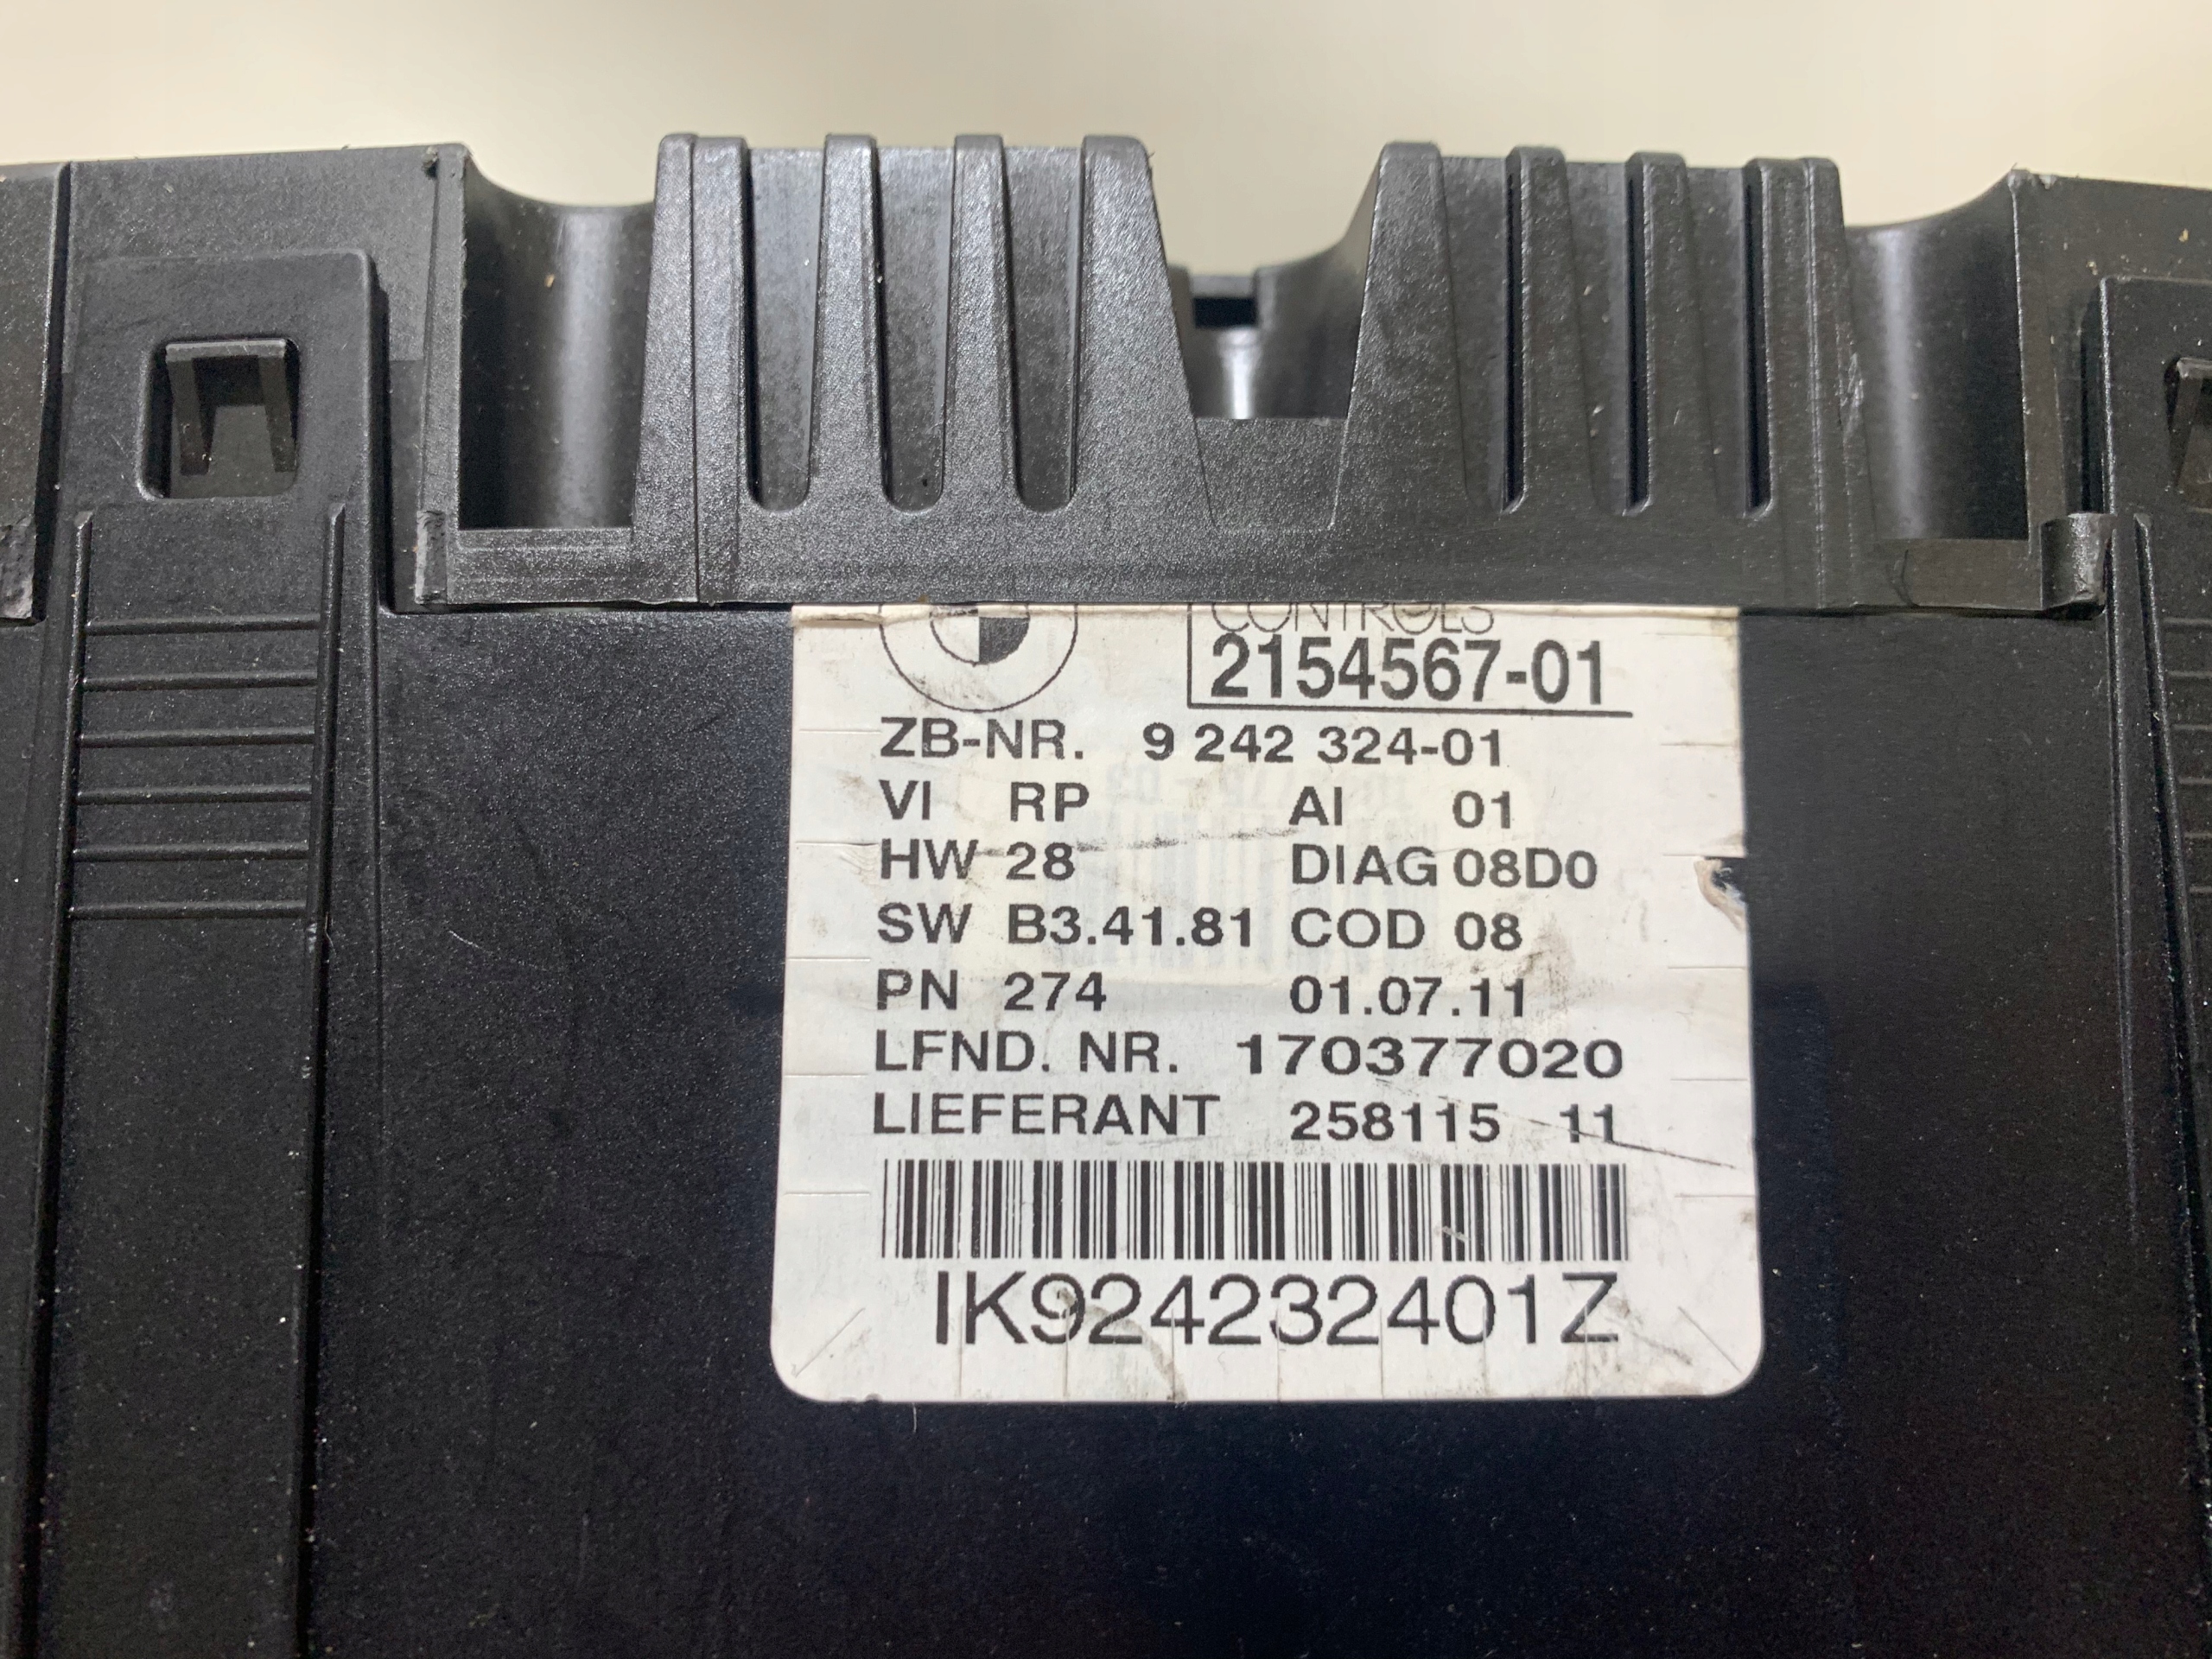 CONTROLS
2154567-01
ZB-NR. 9 242 324-01
VI RP AI 01
HW 28 DIAG 08D0
SW B3.41.81 COD 08
PN 274 01.07.11
LFND. NR. 170377020
LIEFERANT 258115 11
IK924232401Z